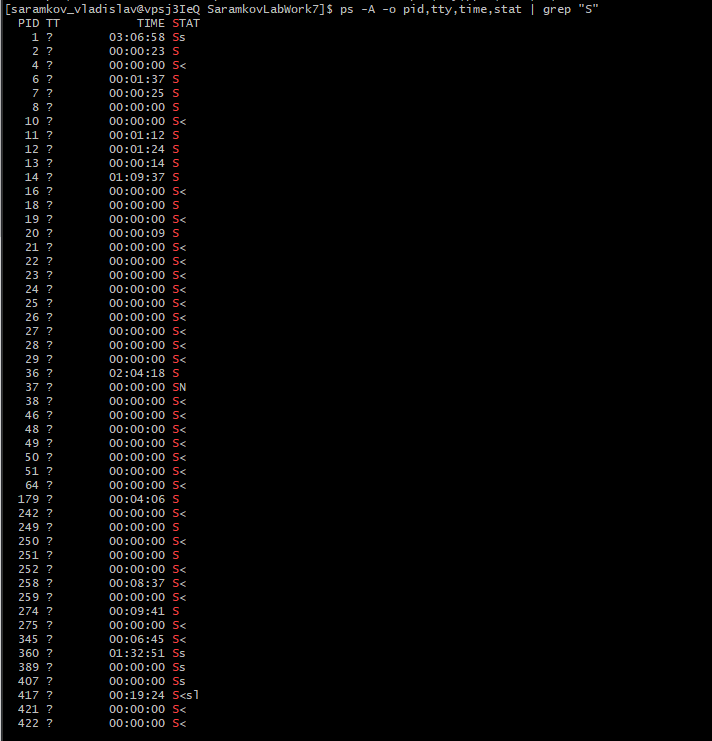 [saramkov_vladislav@vpsj3IeQ SaramkovLabWork7]$ ps -A -o pid,tty,time,stat | grep "S"
  PID TT           TIME STAT
    1 ?        03:06:58 Ss
    2 ?        00:00:23 S
    4 ?        00:00:00 S<
    6 ?        00:01:37 S
    7 ?        00:00:25 S
    8 ?        00:00:00 S
   10 ?        00:00:00 S<
   11 ?        00:01:12 S
   12 ?        00:01:24 S
   13 ?        00:00:14 S
   14 ?        01:09:37 S
   16 ?        00:00:00 S<
   18 ?        00:00:00 S
   19 ?        00:00:00 S<
   20 ?        00:00:09 S
   21 ?        00:00:00 S<
   22 ?        00:00:00 S<
   23 ?        00:00:00 S<
   24 ?        00:00:00 S<
   25 ?        00:00:00 S<
   26 ?        00:00:00 S<
   27 ?        00:00:00 S<
   28 ?        00:00:00 S<
   29 ?        00:00:00 S<
   36 ?        02:04:18 S
   37 ?        00:00:00 SN
   38 ?        00:00:00 S<
   46 ?        00:00:00 S<
   48 ?        00:00:00 S<
   49 ?        00:00:00 S<
   50 ?        00:00:00 S<
   51 ?        00:00:00 S<
   64 ?        00:00:00 S<
  179 ?        00:04:06 S
  242 ?        00:00:00 S<
  249 ?        00:00:00 S
  250 ?        00:00:00 S<
  251 ?        00:00:00 S
  252 ?        00:00:00 S<
  258 ?        00:08:37 S<
  259 ?        00:00:00 S<
  274 ?        00:09:41 S
  275 ?        00:00:00 S<
  345 ?        00:06:45 S<
  360 ?        01:32:51 Ss
  389 ?        00:00:00 Ss
  407 ?        00:00:00 Ss
  417 ?        00:19:24 S<sl
  421 ?        00:00:00 S<
  422 ?        00:00:00 S<